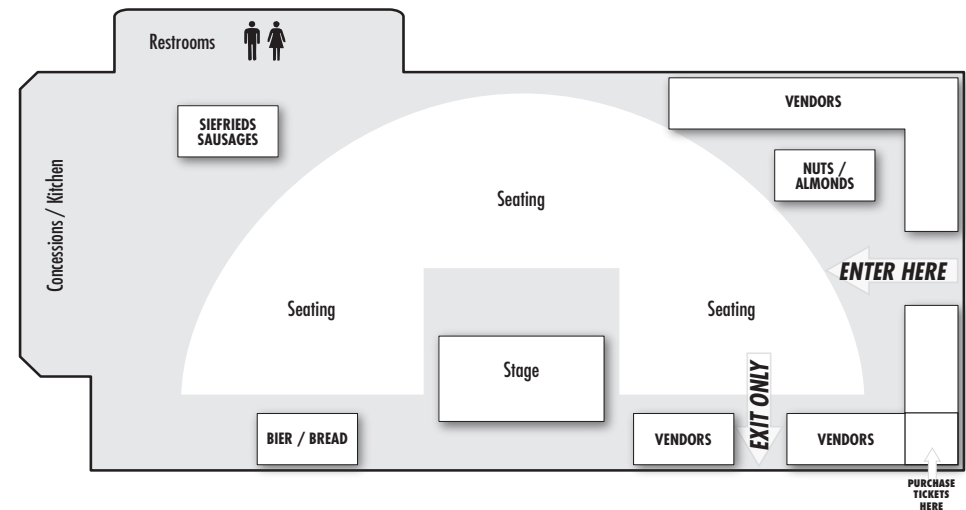 Restrooms
VENDORS
SIEFRIEDS
SAUSAGES
NUTS /
ALMONDS
Concessions / Kitchen
Seating
ENTER HERE
Seating
Seating
Stage
EXIT ONLY
BIER / BREAD
VENDORS
VENDORS
PURCHASE
TICKETS
HERE